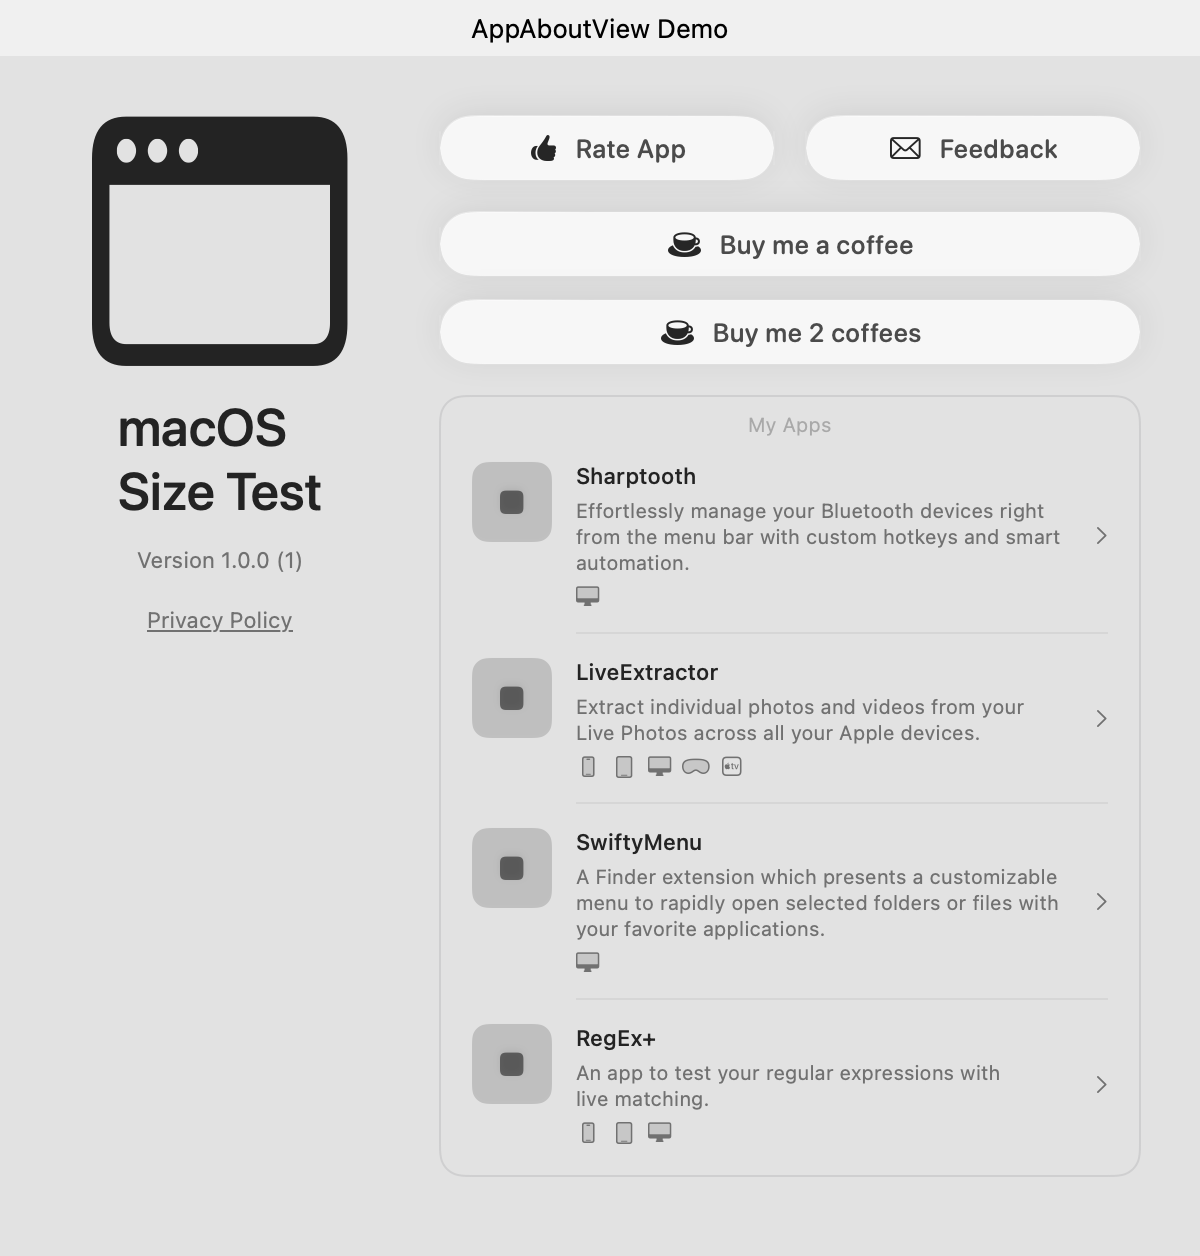 AppAboutView Demo
Rate App
Feedback
Buy me a coffee
Buy me 2 coffees
macOS
Size Test
Version 1.0.0 (1)
Privacy Policy
My Apps
Sharptooth
Effortlessly manage your Bluetooth devices right
from the menu bar with custom hotkeys and smart
automation.
LiveExtractor
Extract individual photos and videos from your
Live Photos across all your Apple devices.
tv
SwiftyMenu
A Finder extension which presents a customizable
menu to rapidly open selected folders or files with
your favorite applications.
RegEx+
An app to test your regular expressions with
live matching.